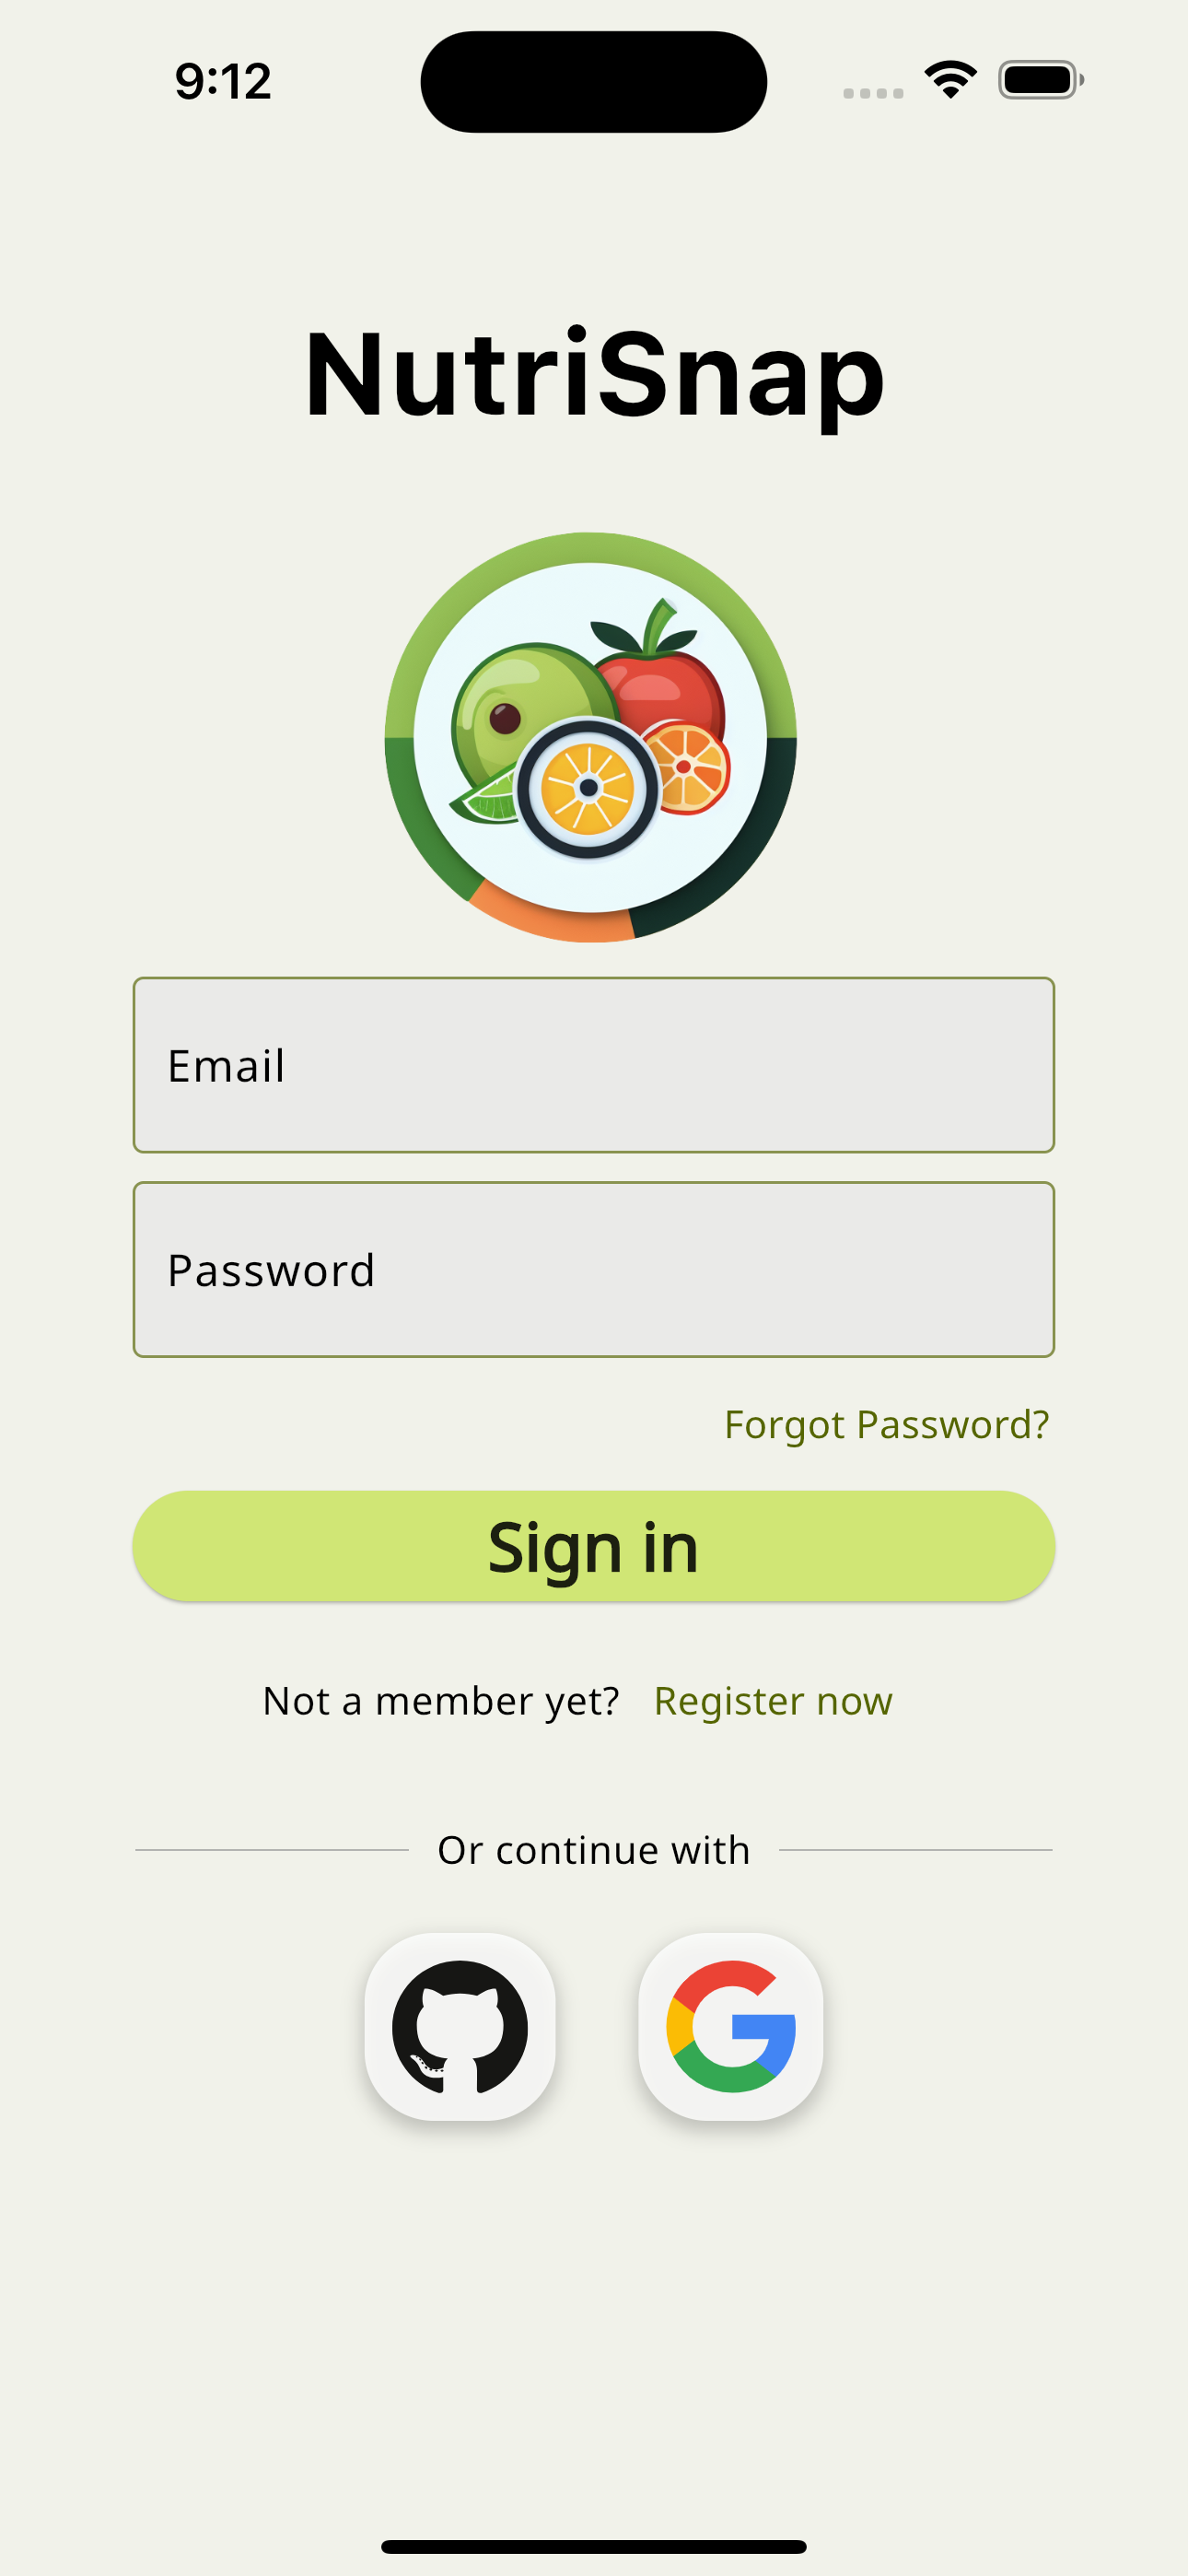 9:12
NutriSnap
Email
Password
Forgot Password?
Sign in
Not a member yet? Register now
Or continue with